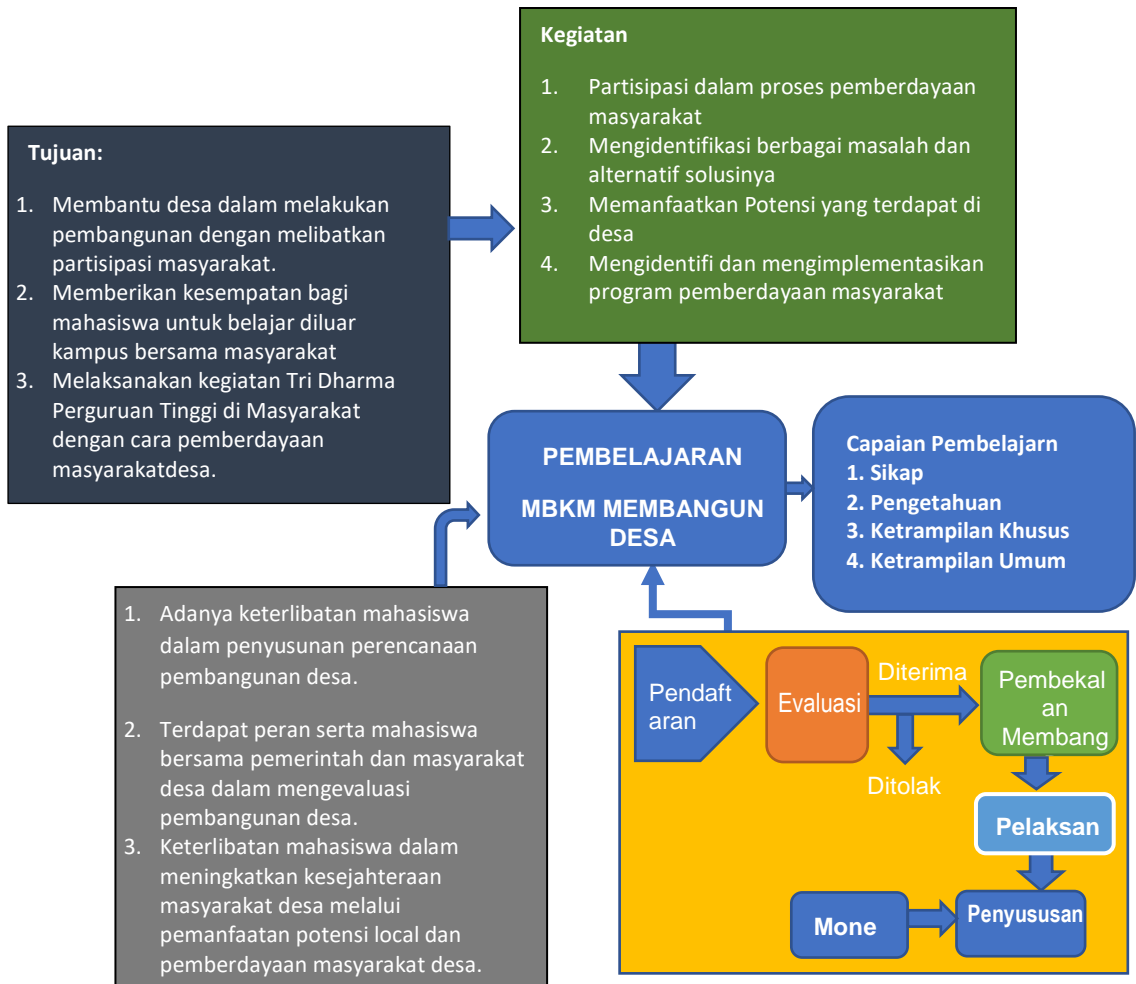 Kegiatan
1. Partisipasi dalam proses pemberdayaan
masyarakat
2. Mengidentifikasi berbagai masalah dan
alternatif solusinya
3. Memanfaatkan Potensi yang terdapat di
desa
4. Mengidentifi dan mengimplementasikan
program pemberdayaan masyarakat
Tujuan:
1. Membantu desa dalam melakukan
pembangunan dengan melibatkan
partisipasi masyarakat.
2. Memberikan kesempatan bagi
mahasiswa untuk belajar diluar
kampus bersama masyarakat
3. Melaksanakan kegiatan Tri Dharma
Perguruan Tinggi di Masyarakat
dengan cara pemberdayaan
masyarakatdesa.
PEMBELAJARAN
MBKM MEMBANGUN
DESA
Capaian Pembelajarn
1. Sikap
2. Pengetahuan
3. Ketrampilan Khusus
4. Ketrampilan Umum
1. Adanya keterlibatan mahasiswa
dalam penyusunan perencanaan
pembangunan desa.
2. Terdapat peran serta mahasiswa
bersama pemerintah dan masyarakat
desa dalam mengevaluasi
pembangunan desa.
3. Keterlibatan mahasiswa dalam
meningkatkan kesejahteraan
masyarakat desa melalui
pemanfaatan potensi local dan
pemberdayaan masyarakat desa.
Pendaft
aran
Evaluasi
Diterima
Ditolak
Pembekal
an
Membang
Pelaksan
Mone
Penyususan